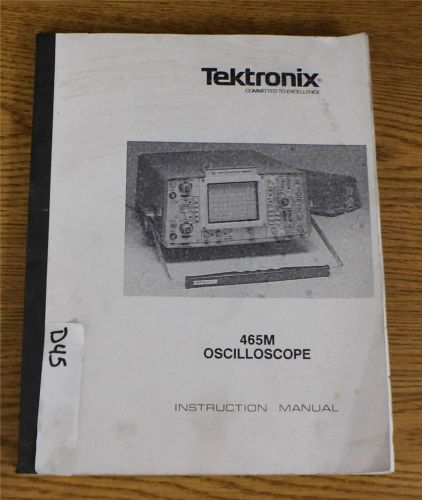 Tektronix®
COMMITTED TO EXCELLENCE
465M
OSCILLOSCOPE
INSTRUCTION MANUAL
D45